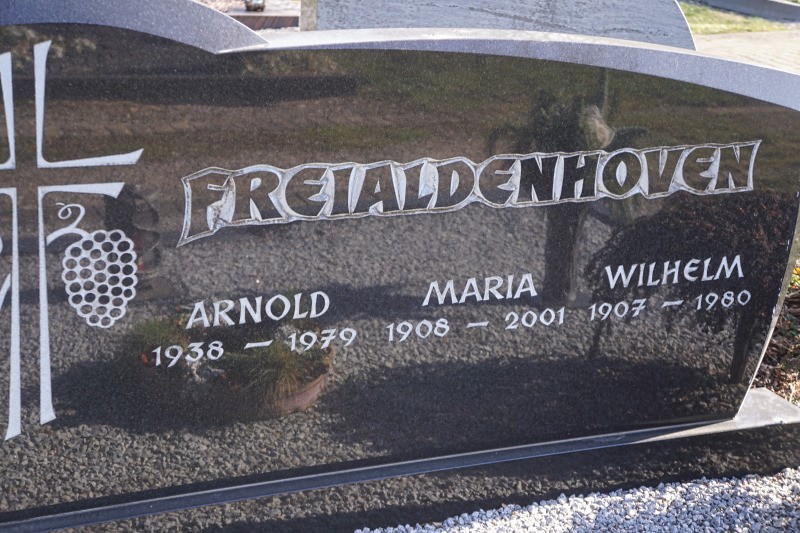 FREIALDENHOVEN
ARNOLD
1938 – 1979
MARIA
1908 – 2001
WILHELM
1907 – 1980